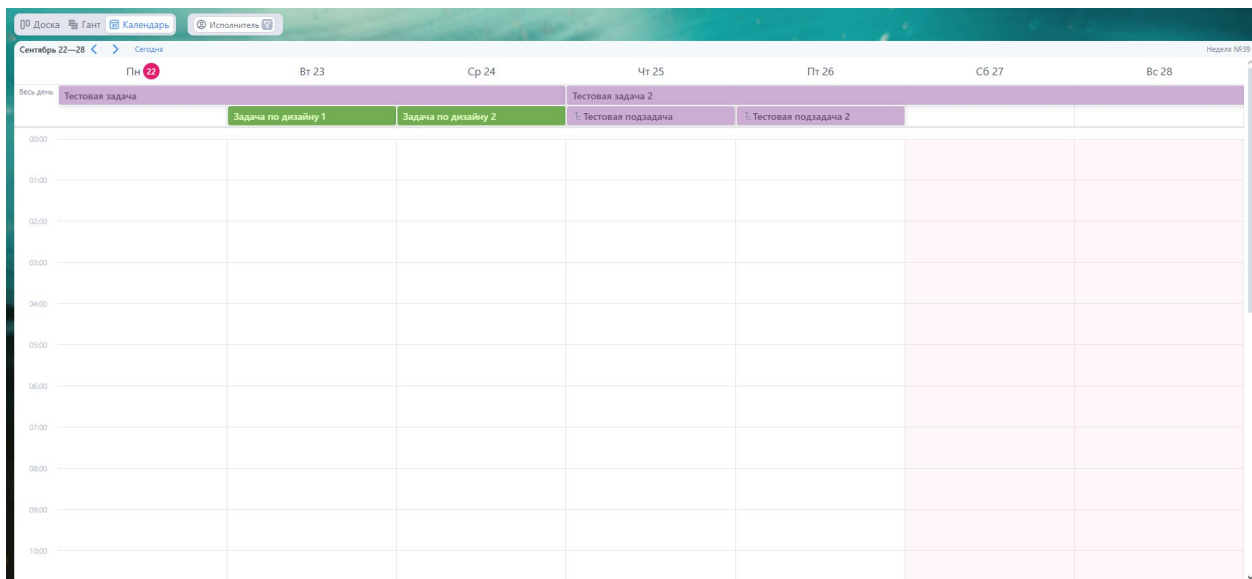 Доска Гант Календарь Исполнитель
Сентябрь 22—28 Сегодня Неделя №39
Пн 22 Вт 23 Ср 24 Чт 25 Пт 26 Сб 27 Вс 28
Весь день Тестовая задача Тестовая задача 2
Задача по дизайну 1 Задача по дизайну 2 Тестовая подзадача Тестовая подзадача 2
00:00
01:00
02:00
03:00
04:00
05:00
06:00
07:00
08:00
09:00
10:00